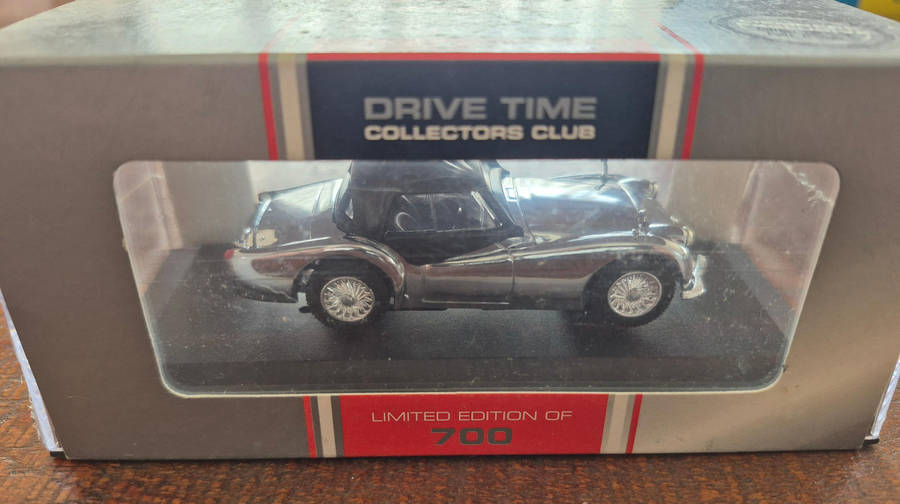 DRIVE TIME
COLLECTORS CLUB
LIMITED EDITION OF
700